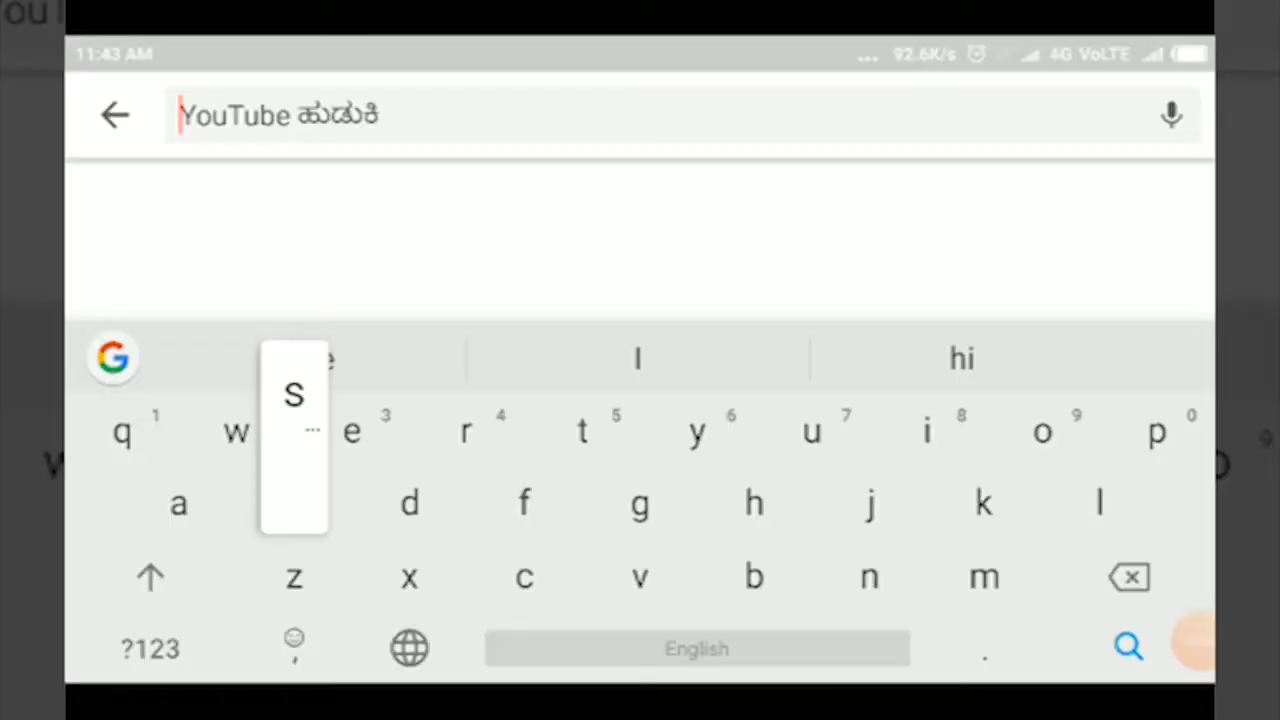 11:43 AM ... 92.6K/s 4G VoLTE
YouTube ಹುಡುಕಿ
I hi
q 1 w e 3 r 4 t 5 y 6 u 7 i 8 o 9 p 0
S
a d f g h j k l
z x c v b n m
?123 , English .